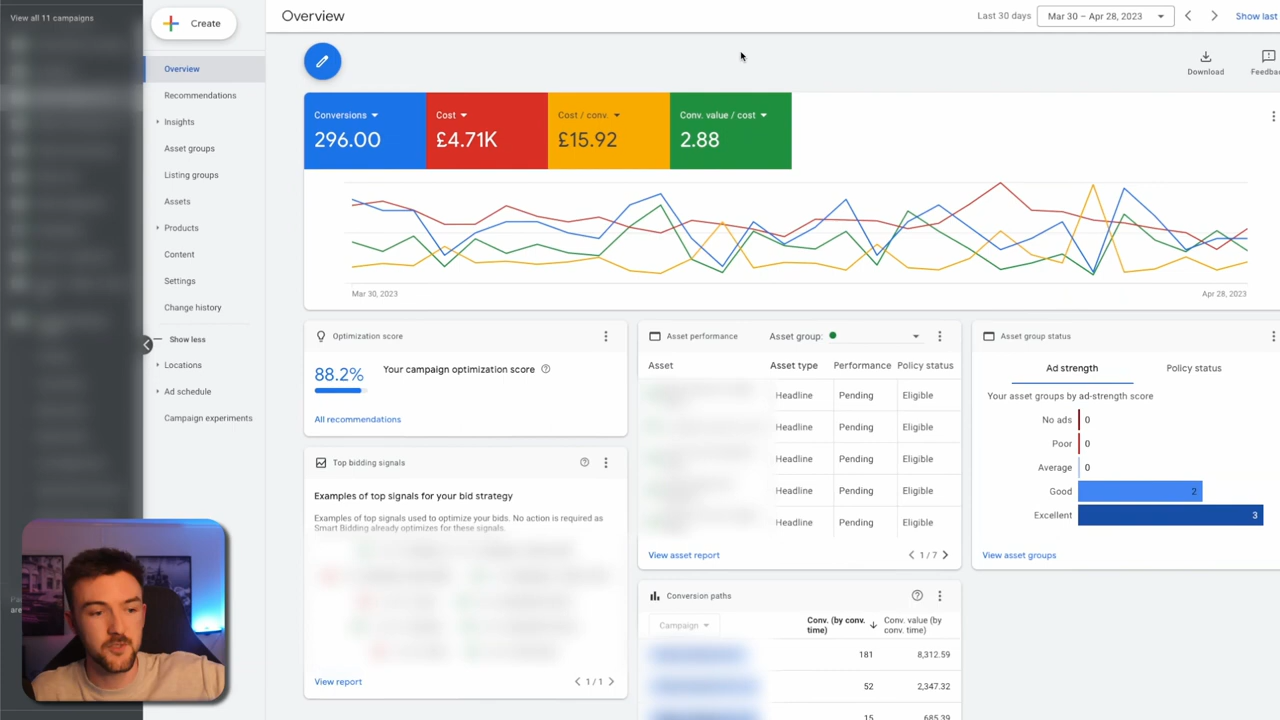 View all 11 campaigns
Create
Overview
Recommendations
Insights
Asset groups
Listing groups
Assets
Products
Content
Settings
Change history
Show less
Locations
Ad schedule
Campaign experiments
Overview
Last 30 days
Mar 30 – Apr 28, 2023
Show last
Download
Feedba
Conversions
296.00
Cost
£4.71K
Cost / conv.
£15.92
Conv. value / cost
2.88
Mar 30, 2023
Apr 28, 2023
Optimization score
88.2%
Your campaign optimization score
All recommendations
Top bidding signals
Examples of top signals for your bid strategy
Examples of top signals used to optimize your bids. No action is required as
Smart Bidding already optimizes for these signals.
View report
1 / 1
Asset performance
Asset group:
Asset Asset type Performance Policy status
Headline Pending Eligible
Headline Pending Eligible
Headline Pending Eligible
Headline Pending Eligible
Headline Pending Eligible
View asset report
1 / 7
Conversion paths
Campaign
Conv. (by conv. time)
Conv. value (by conv. time)
181 8,312.59
52 2,347.32
15 685.39
Asset group status
Ad strength
Policy status
Your asset groups by ad-strength score
No ads 0
Poor 0
Average 0
Good 2
Excellent 3
View asset groups